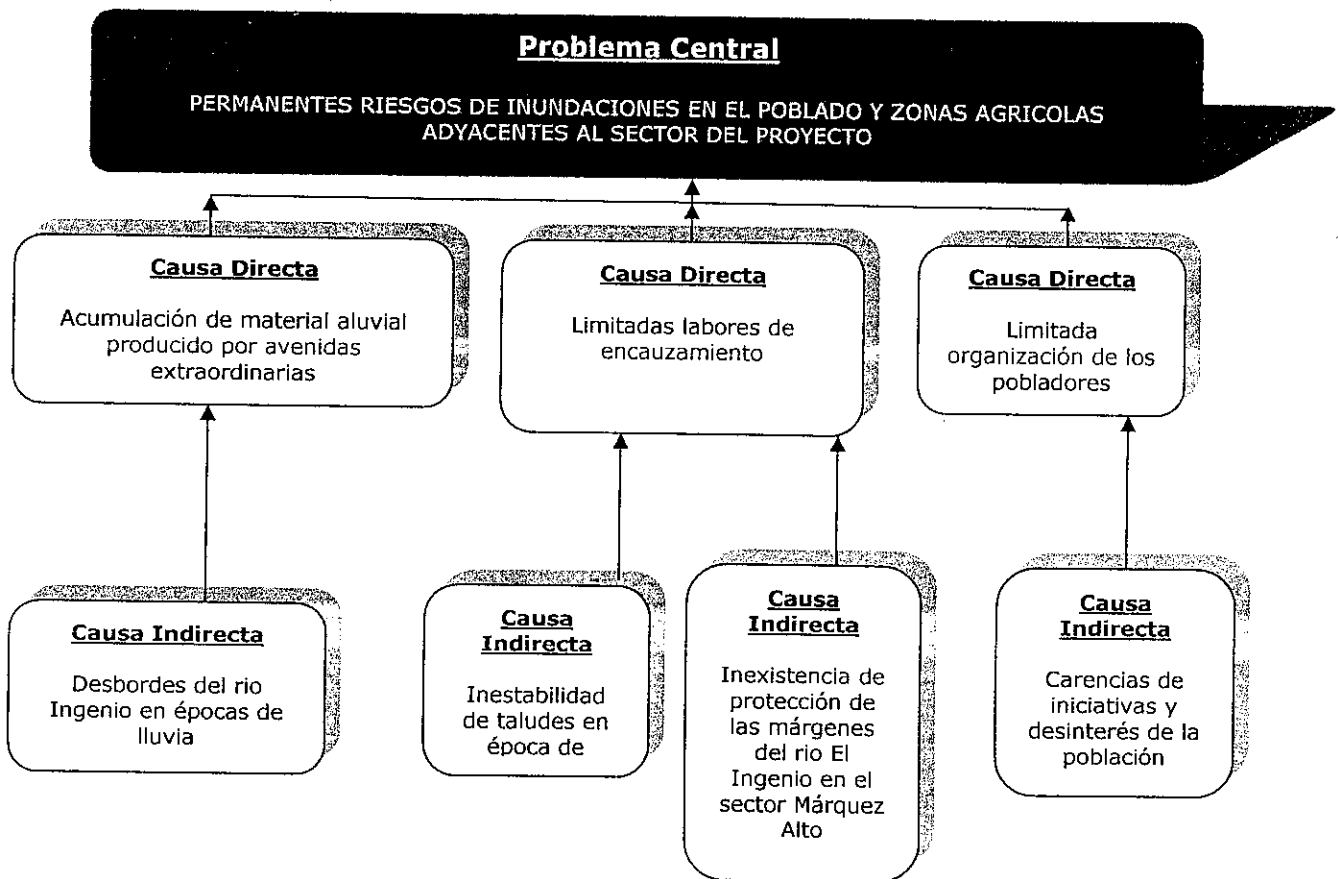 Problema Central
PERMANENTES RIESGOS DE INUNDACIONES EN EL POBLADO Y ZONAS AGRICOLAS
ADYACENTES AL SECTOR DEL PROYECTO
Causa Directa
Acumulación de material aluvial
producido por avenidas
extraordinarias
Causa Directa
Limitadas labores de
encauzamiento
Causa Directa
Limitada
organización de los
pobladores
Causa Indirecta
Desbordes del rio
Ingenio en épocas de
lluvia
Causa
Indirecta
Inestabilidad
de taludes en
época de
Causa
Indirecta
Inexistencia de
protección de
las márgenes
del rio El
Ingenio en el
sector Márquez
Alto
Causa
Indirecta
Carencias de
iniciativas y
desinterés de la
población